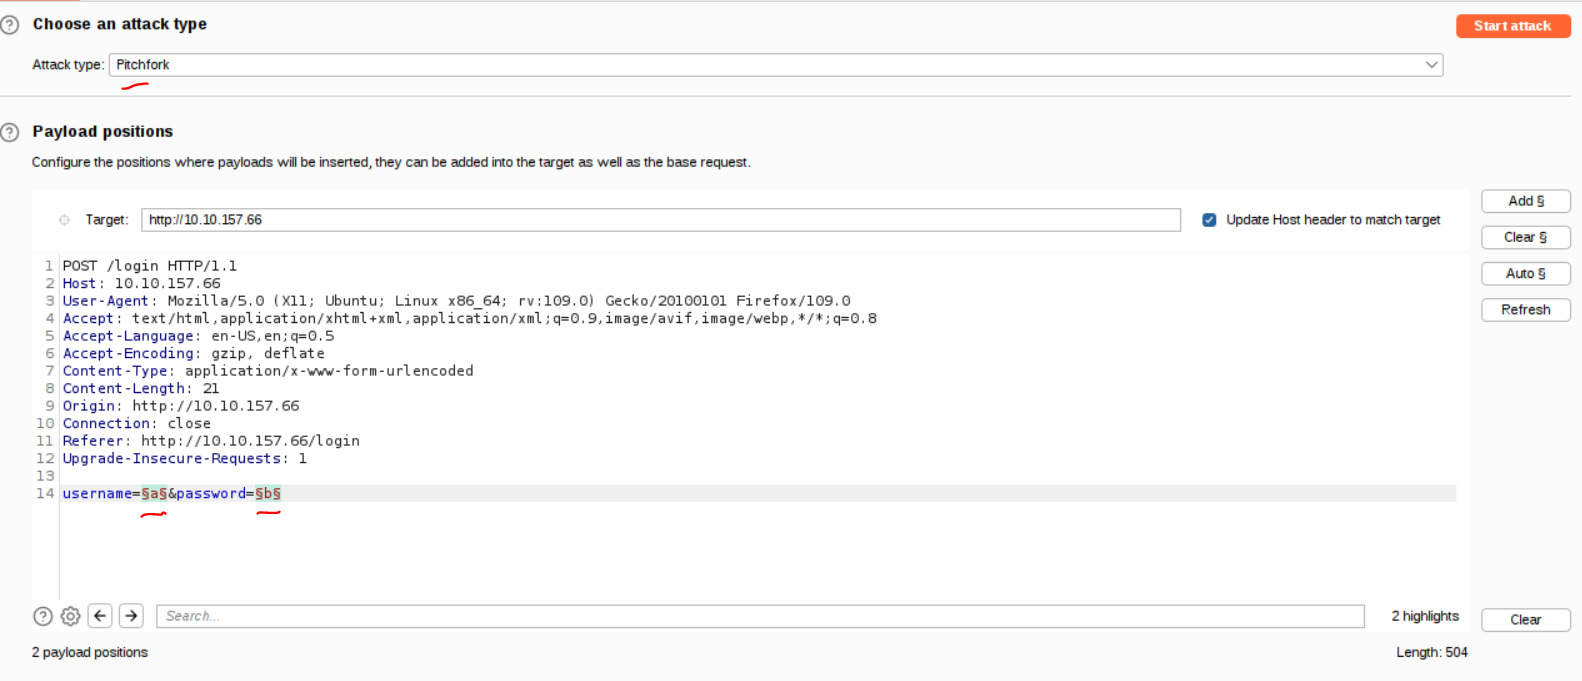 Choose an attack type
Start attack
Attack type: Pitchfork
Payload positions
Configure the positions where payloads will be inserted, they can be added into the target as well as the base request.
Target: http://10.10.157.66
Update Host header to match target
Add §
Clear §
Auto §
Refresh
1 POST /login HTTP/1.1
2 Host: 10.10.157.66
3 User-Agent: Mozilla/5.0 (X11; Ubuntu; Linux x86_64; rv:109.0) Gecko/20100101 Firefox/109.0
4 Accept: text/html,application/xhtml+xml,application/xml;q=0.9,image/avif,image/webp,*/*;q=0.8
5 Accept-Language: en-US,en;q=0.5
6 Accept-Encoding: gzip, deflate
7 Content-Type: application/x-www-form-urlencoded
8 Content-Length: 21
9 Origin: http://10.10.157.66
10 Connection: close
11 Referer: http://10.10.157.66/login
12 Upgrade-Insecure-Requests: 1
13
14 username=§a§&password=§b§
Search...
2 highlights
Clear
2 payload positions
Length: 504